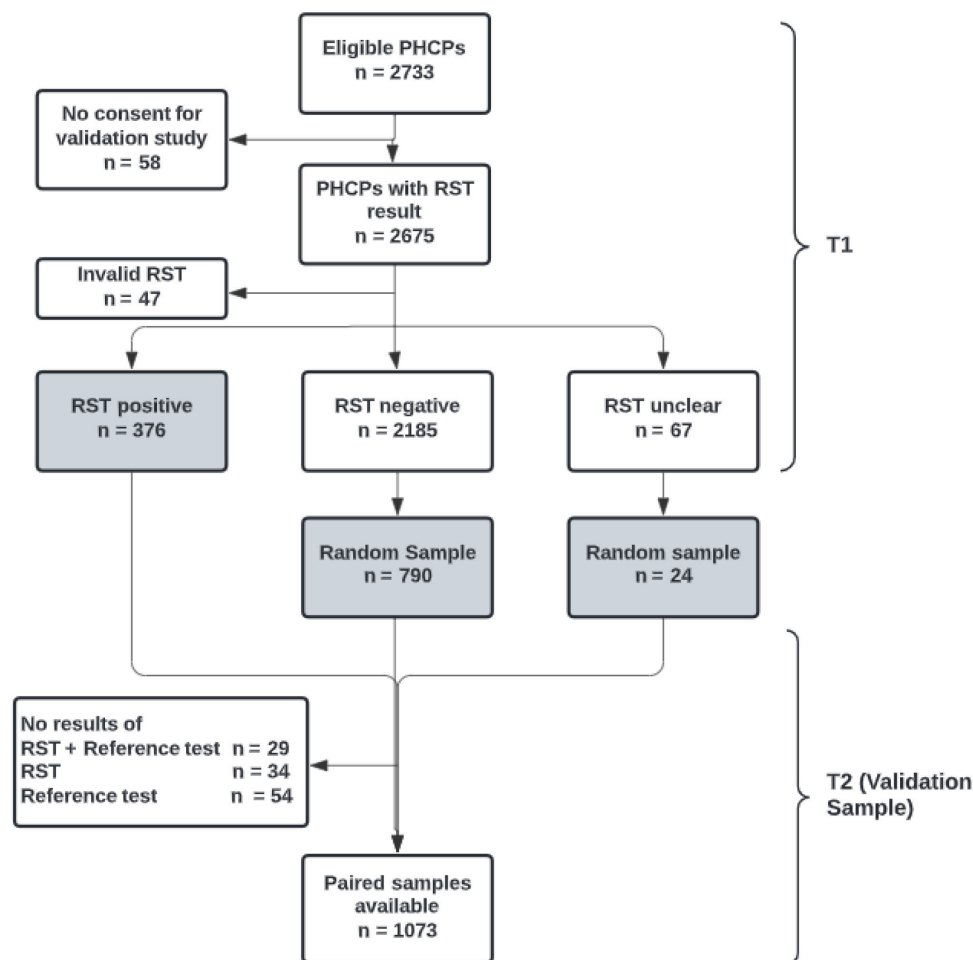 Eligible PHCPs
n = 2733
No consent for
validation study
n = 58
PHCPs with RST
result
n = 2675
T1
Invalid RST
n = 47
RST positive
n = 376
RST negative
n = 2185
RST unclear
n = 67
Random Sample
n = 790
Random sample
n = 24
No results of
RST + Reference test n = 29
RST n = 34
Reference test n = 54
T2 (Validation
Sample)
Paired samples
available
n = 1073